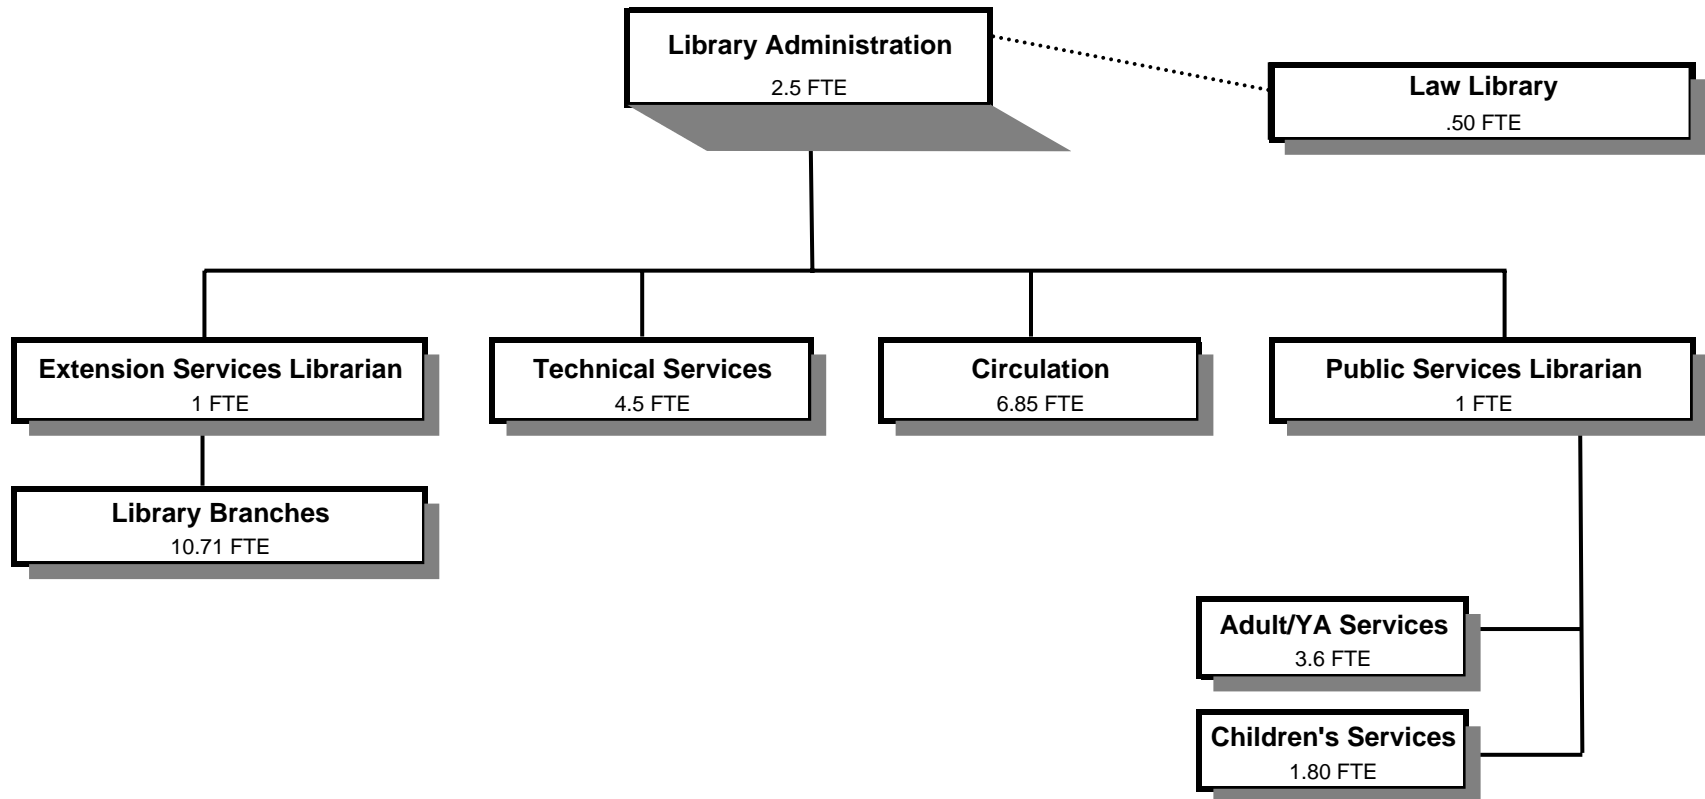 Library Administration
2.5 FTE
Law Library
.50 FTE
Extension Services Librarian
1 FTE
Technical Services
4.5 FTE
Circulation
6.85 FTE
Public Services Librarian
1 FTE
Library Branches
10.71 FTE
Adult/YA Services
3.6 FTE
Children's Services
1.80 FTE